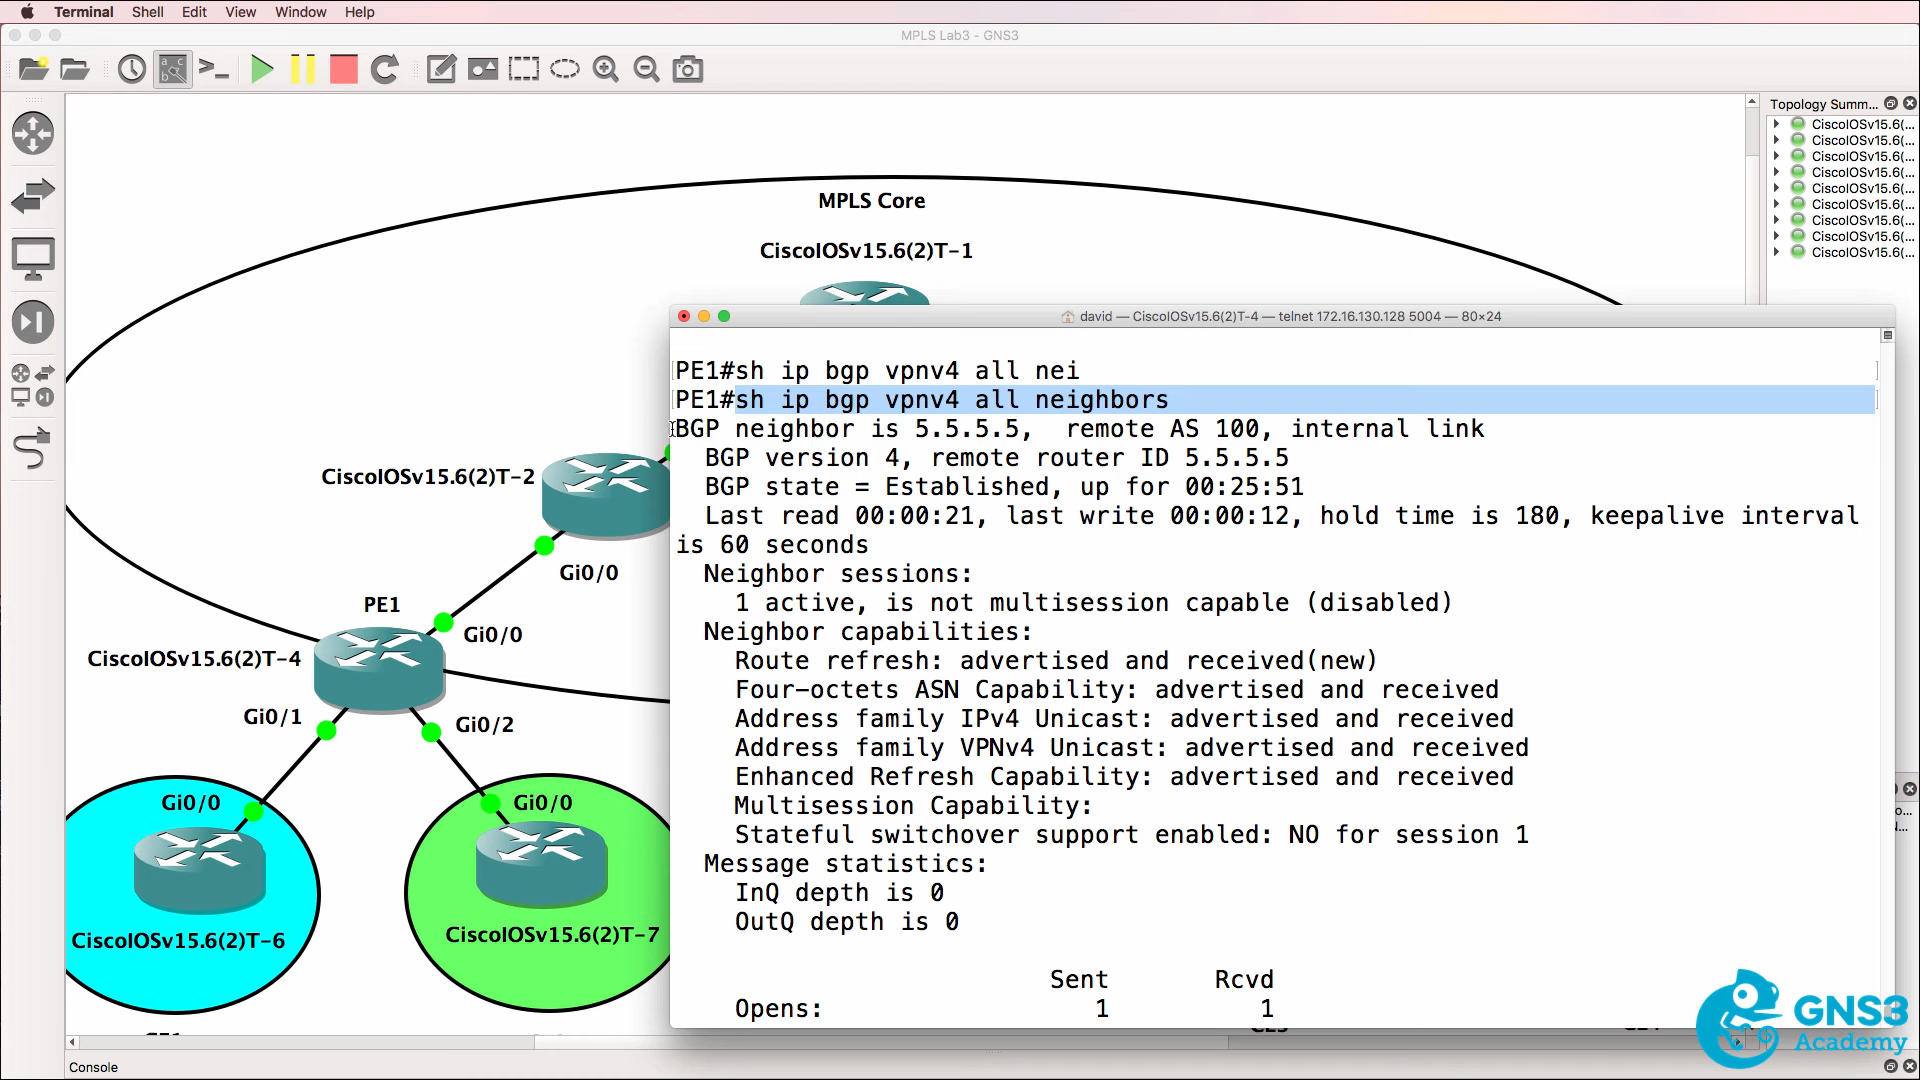 Terminal Shell Edit View Window Help
MPLS Lab3 - GNS3
Topology Summ...
CiscoIOSv15.6(...
CiscoIOSv15.6(...
CiscoIOSv15.6(...
CiscoIOSv15.6(...
CiscoIOSv15.6(...
CiscoIOSv15.6(...
CiscoIOSv15.6(...
CiscoIOSv15.6(...
CiscoIOSv15.6(...
MPLS Core
CiscoIOSv15.6(2)T-1
CiscoIOSv15.6(2)T-2
Gi0/0
PE1
Gi0/0
CiscoIOSv15.6(2)T-4
Gi0/1
Gi0/2
Gi0/0
Gi0/0
CiscoIOSv15.6(2)T-6
CiscoIOSv15.6(2)T-7
david — CiscoIOSv15.6(2)T-4 — telnet 172.16.130.128 5004 — 80×24
PE1#sh ip bgp vpnv4 all nei
PE1#sh ip bgp vpnv4 all neighbors
BGP neighbor is 5.5.5.5,  remote AS 100, internal link
BGP version 4, remote router ID 5.5.5.5
BGP state = Established, up for 00:25:51
Last read 00:00:21, last write 00:00:12, hold time is 180, keepalive interval
is 60 seconds
Neighbor sessions:
1 active, is not multisession capable (disabled)
Neighbor capabilities:
Route refresh: advertised and received(new)
Four-octets ASN Capability: advertised and received
Address family IPv4 Unicast: advertised and received
Address family VPNv4 Unicast: advertised and received
Enhanced Refresh Capability: advertised and received
Multisession Capability:
Stateful switchover support enabled: NO for session 1
Message statistics:
InQ depth is 0
OutQ depth is 0
Sent Rcvd
Opens: 1 1
GNS3
Academy
Console